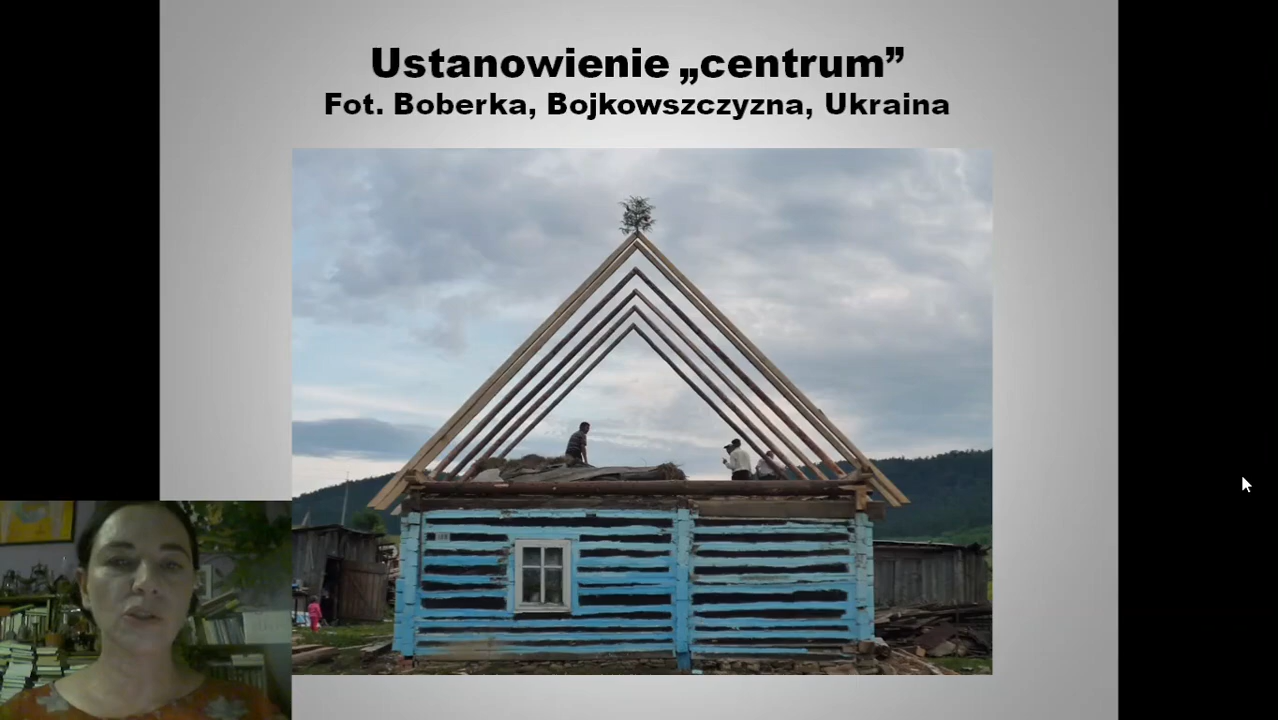 Ustanowienie „centrum”
Fot. Boberka, Bojkowszczyzna, Ukraina